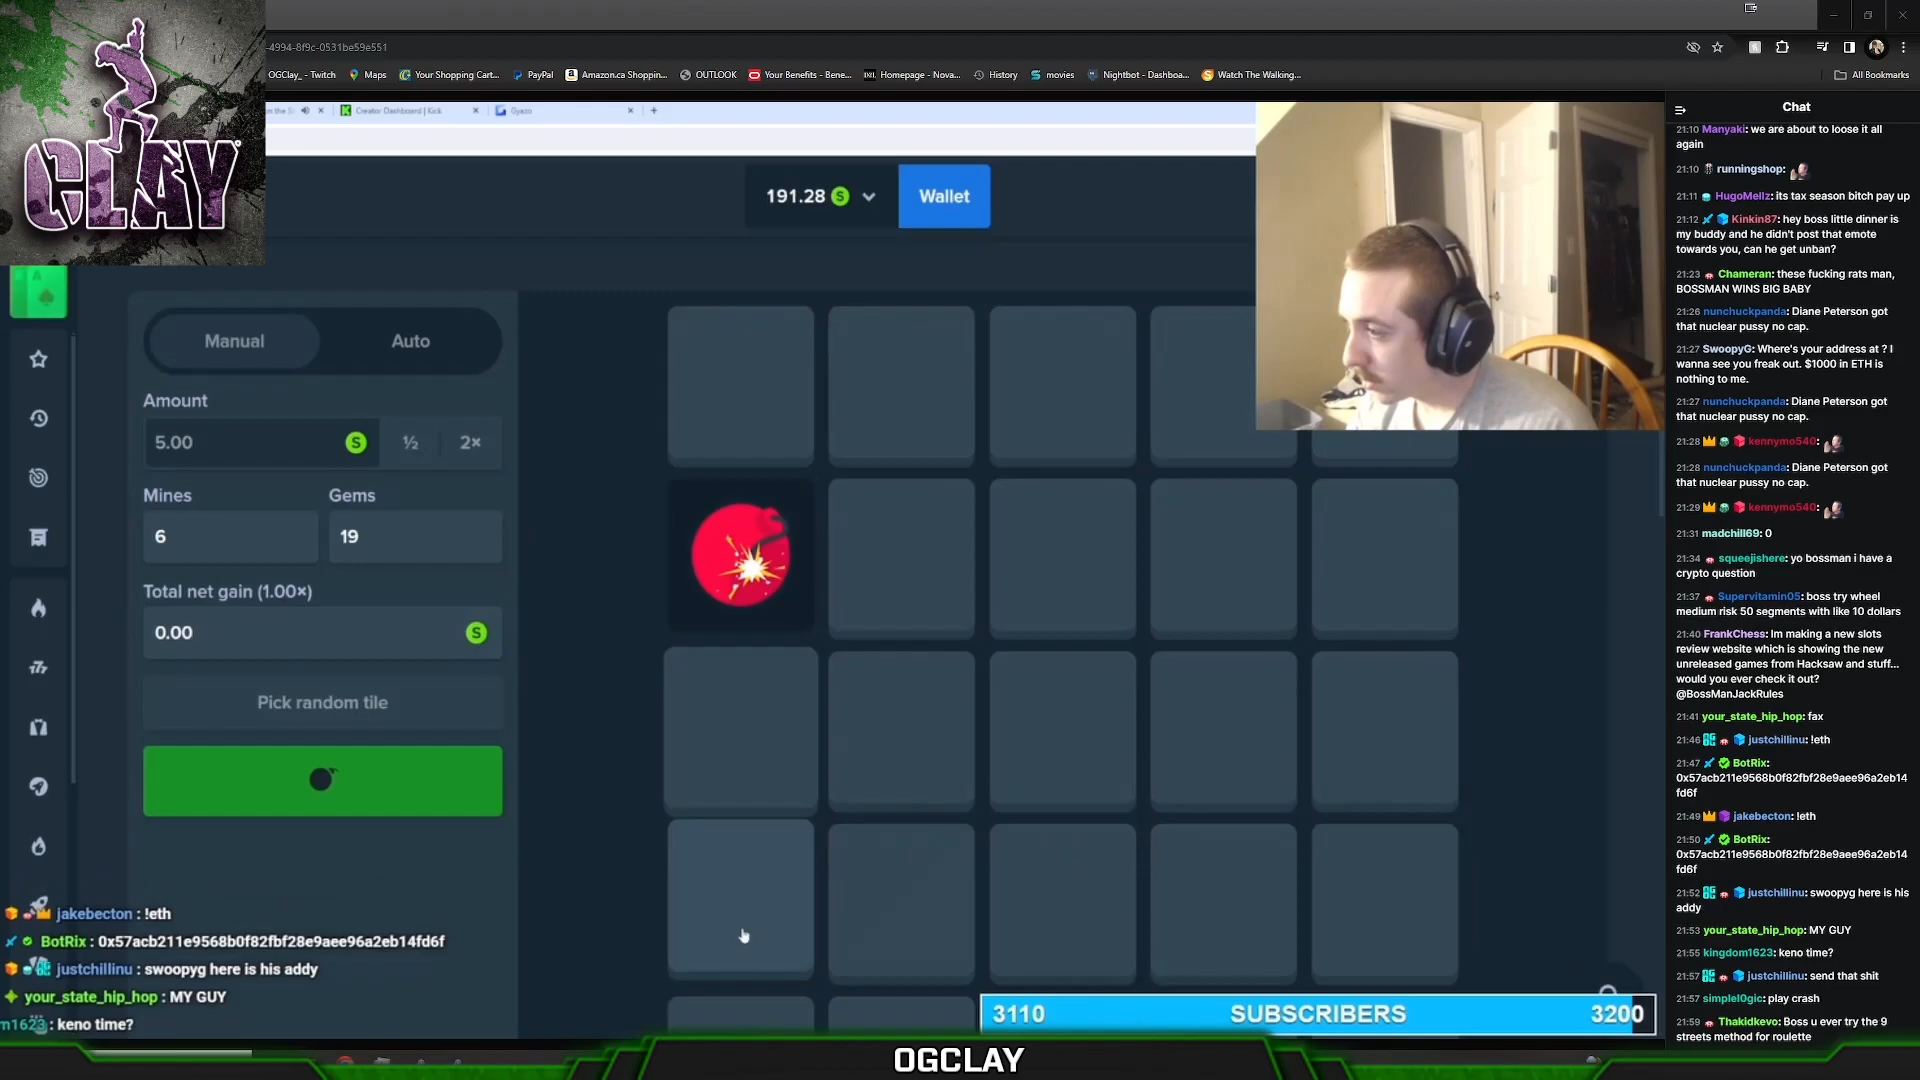 CLAY
-4994-8f9c-0531be59e551
OGClay_ - Twitch
Maps
Your Shopping Cart...
PayPal
Amazon.ca Shoppin...
OUTLOOK
Your Benefits - Bene...
Homepage - Nova...
History
movies
Nightbot - Dashboa...
Watch The Walking...
All Bookmarks
Creator Dashboard | Kick
Gyazo
191.28
Wallet
Manual
Auto
Amount
5.00
½
2×
Mines
Gems
6
19
Total net gain (1.00×)
0.00
Pick random tile
jakebecton : !eth
BotRix : 0x57acb211e9568b0f82fbf28e9aee96a2eb14fd6f
justchillinu : swoopyg here is his addy
your_state_hip_hop : MY GUY
m1623 : keno time?
3110
SUBSCRIBERS
3200
OGCLAY
Chat
21:10 Manyaki: we are about to loose it all
again
21:10 runningshop:
21:11 HugoMellz: its tax season bitch pay up
21:12 Kinkin87: hey boss little dinner is
my buddy and he didn't post that emote
towards you, can he get unban?
21:23 Chameran: these fucking rats man,
BOSSMAN WINS BIG BABY
21:26 nunchuckpanda: Diane Peterson got
that nuclear pussy no cap.
21:27 SwoopyG: Where's your address at ? I
wanna see you freak out. $1000 in ETH is
nothing to me.
21:27 nunchuckpanda: Diane Peterson got
that nuclear pussy no cap.
21:28 kennymo540:
21:28 nunchuckpanda: Diane Peterson got
that nuclear pussy no cap.
21:29 kennymo540:
21:31 madchill69: 0
21:34 squeejishere: yo bossman i have a
crypto question
21:37 Supervitamin05: boss try wheel
medium risk 50 segments with like 10 dollars
21:40 FrankChess: Im making a new slots
review website which is showing the new
unreleased games from Hacksaw and stuff...
would you ever check it out?
@BossManJackRules
21:41 your_state_hip_hop: fax
21:46 justchillinu: !eth
21:47 BotRix:
0x57acb211e9568b0f82fbf28e9aee96a2eb14
fd6f
21:49 jakebecton: !eth
21:50 BotRix:
0x57acb211e9568b0f82fbf28e9aee96a2eb14
fd6f
21:52 justchillinu: swoopyg here is his
addy
21:53 your_state_hip_hop: MY GUY
21:55 kingdom1623: keno time?
21:57 justchillinu: send that shit
21:57 simplel0gic: play crash
21:59 Thakidkevo: Boss u ever try the 9
streets method for roulette